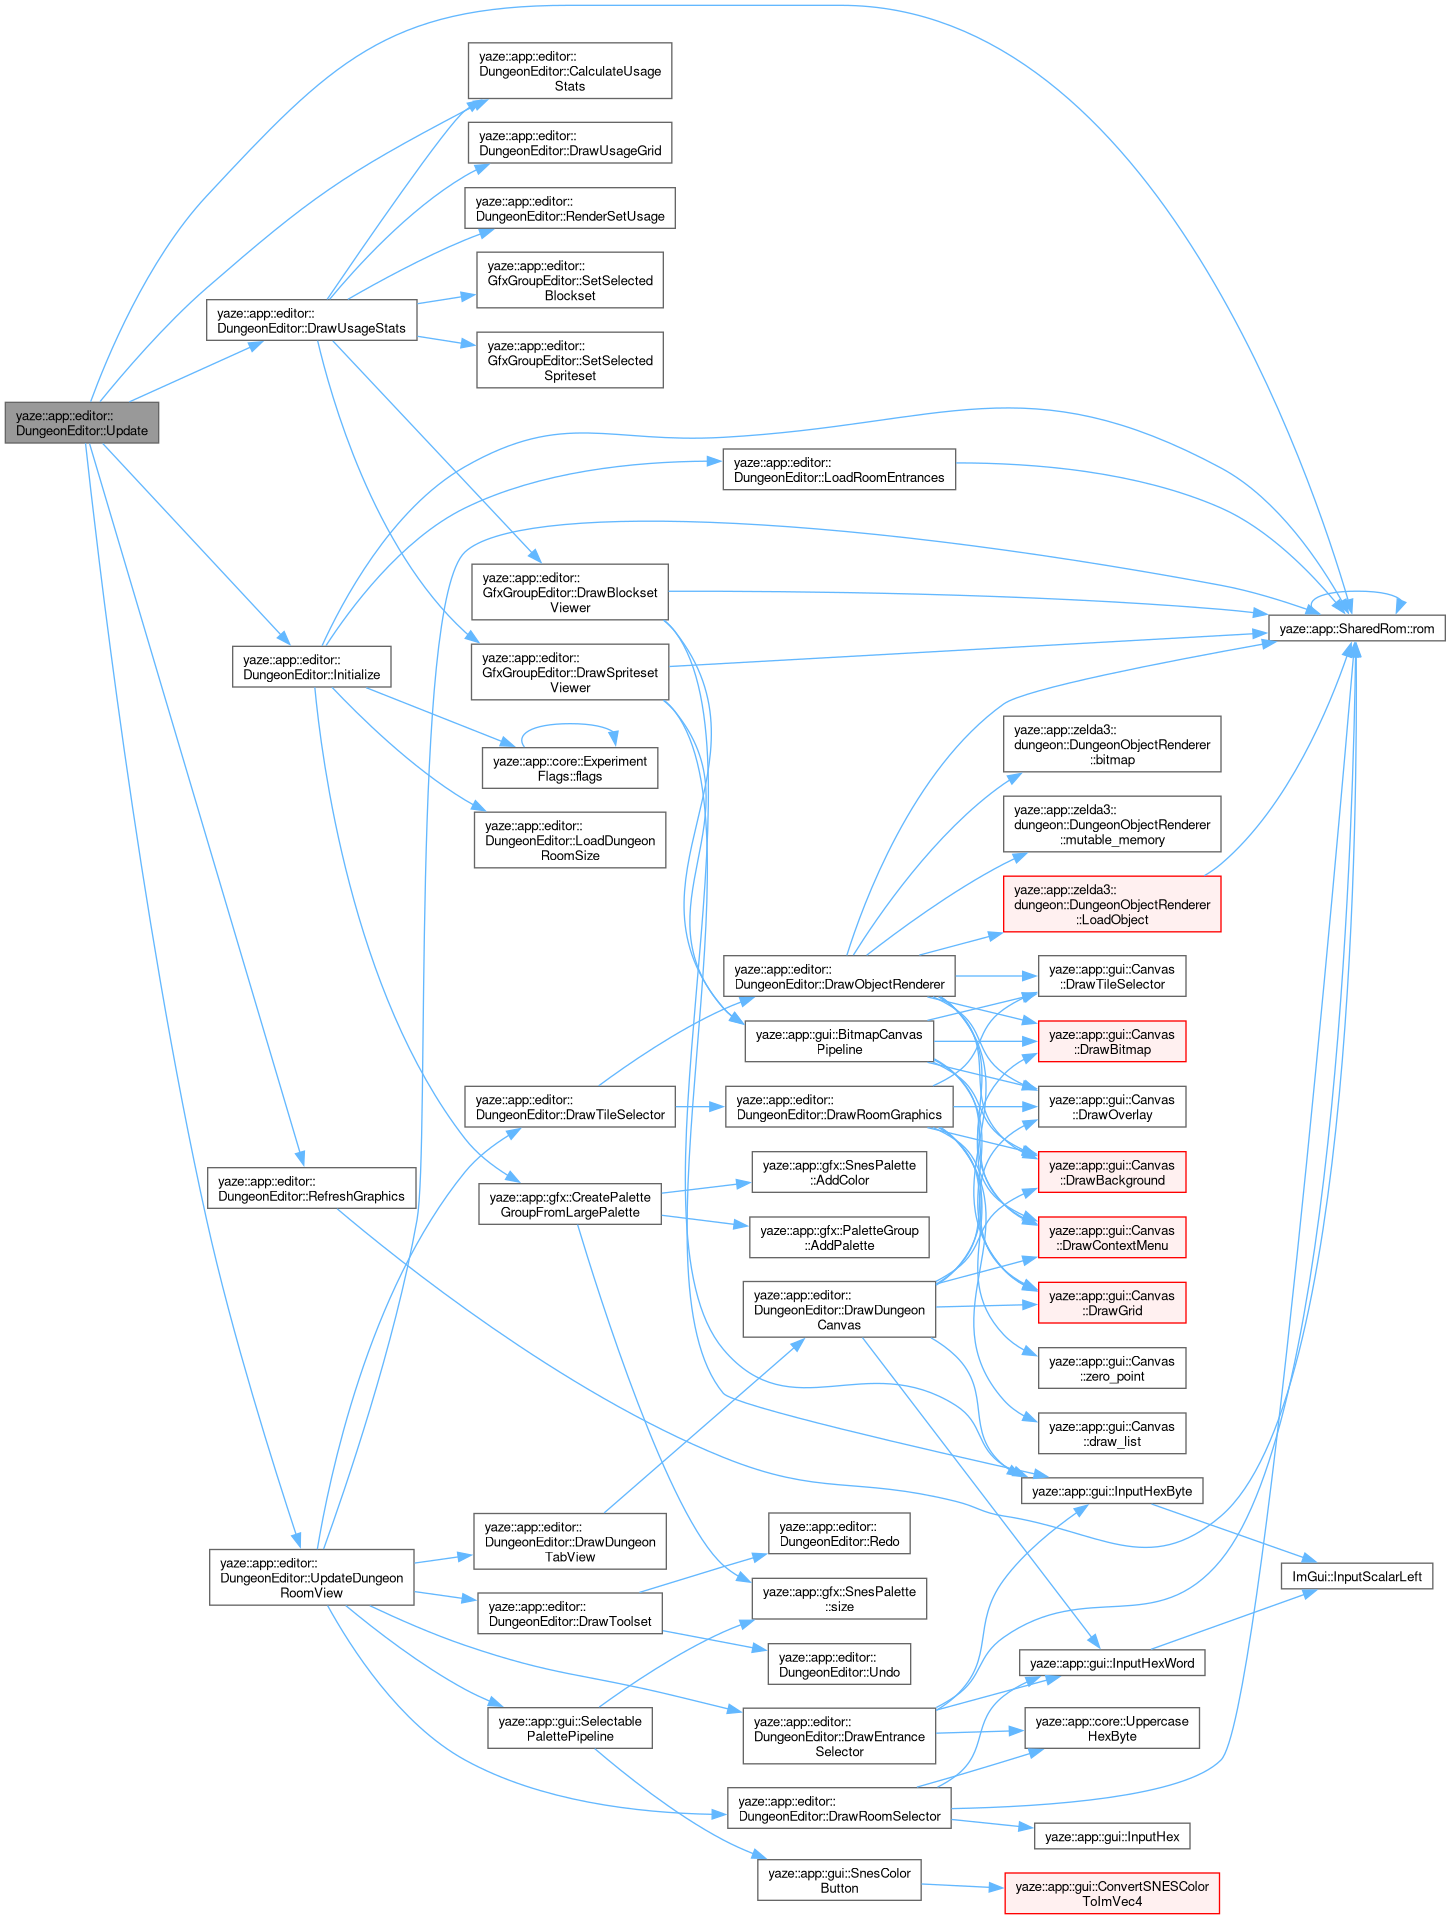 yaze::app::editor::
DungeonEditor::Update
yaze::app::editor::
DungeonEditor::CalculateUsage
Stats
yaze::app::editor::
DungeonEditor::DrawUsageGrid
yaze::app::editor::
DungeonEditor::RenderSetUsage
yaze::app::editor::
GfxGroupEditor::SetSelected
Blockset
yaze::app::editor::
DungeonEditor::DrawUsageStats
yaze::app::editor::
GfxGroupEditor::SetSelected
Spriteset
yaze::app::editor::
DungeonEditor::LoadRoomEntrances
yaze::app::editor::
GfxGroupEditor::DrawBlockset
Viewer
yaze::app::SharedRom::rom
yaze::app::editor::
DungeonEditor::Initialize
yaze::app::editor::
GfxGroupEditor::DrawSpriteset
Viewer
yaze::app::core::Experiment
Flags::flags
yaze::app::editor::
DungeonEditor::LoadDungeon
RoomSize
yaze::app::zelda3::
dungeon::DungeonObjectRenderer
::bitmap
yaze::app::zelda3::
dungeon::DungeonObjectRenderer
::mutable_memory
yaze::app::zelda3::
dungeon::DungeonObjectRenderer
::LoadObject
yaze::app::editor::
DungeonEditor::DrawObjectRenderer
yaze::app::gui::Canvas
::DrawTileSelector
yaze::app::gui::BitmapCanvas
Pipeline
yaze::app::gui::Canvas
::DrawBitmap
yaze::app::editor::
DungeonEditor::DrawTileSelector
yaze::app::editor::
DungeonEditor::DrawRoomGraphics
yaze::app::gui::Canvas
::DrawOverlay
yaze::app::editor::
DungeonEditor::RefreshGraphics
yaze::app::gfx::CreatePalette
GroupFromLargePalette
yaze::app::gfx::SnesPalette
::AddColor
yaze::app::gui::Canvas
::DrawBackground
yaze::app::gfx::PaletteGroup
::AddPalette
yaze::app::gui::Canvas
::DrawContextMenu
yaze::app::editor::
DungeonEditor::DrawDungeon
Canvas
yaze::app::gui::Canvas
::DrawGrid
yaze::app::gui::Canvas
::zero_point
yaze::app::gui::Canvas
::draw_list
yaze::app::gui::InputHexByte
yaze::app::editor::
DungeonEditor::UpdateDungeon
RoomView
yaze::app::editor::
DungeonEditor::DrawDungeon
TabView
yaze::app::editor::
DungeonEditor::Redo
ImGui::InputScalarLeft
yaze::app::editor::
DungeonEditor::DrawToolset
yaze::app::gfx::SnesPalette
::size
yaze::app::editor::
DungeonEditor::Undo
yaze::app::gui::InputHexWord
yaze::app::gui::Selectable
PalettePipeline
yaze::app::editor::
DungeonEditor::DrawEntrance
Selector
yaze::app::core::Uppercase
HexByte
yaze::app::editor::
DungeonEditor::DrawRoomSelector
yaze::app::gui::InputHex
yaze::app::gui::SnesColor
Button
yaze::app::gui::ConvertSNESColor
ToImVec4